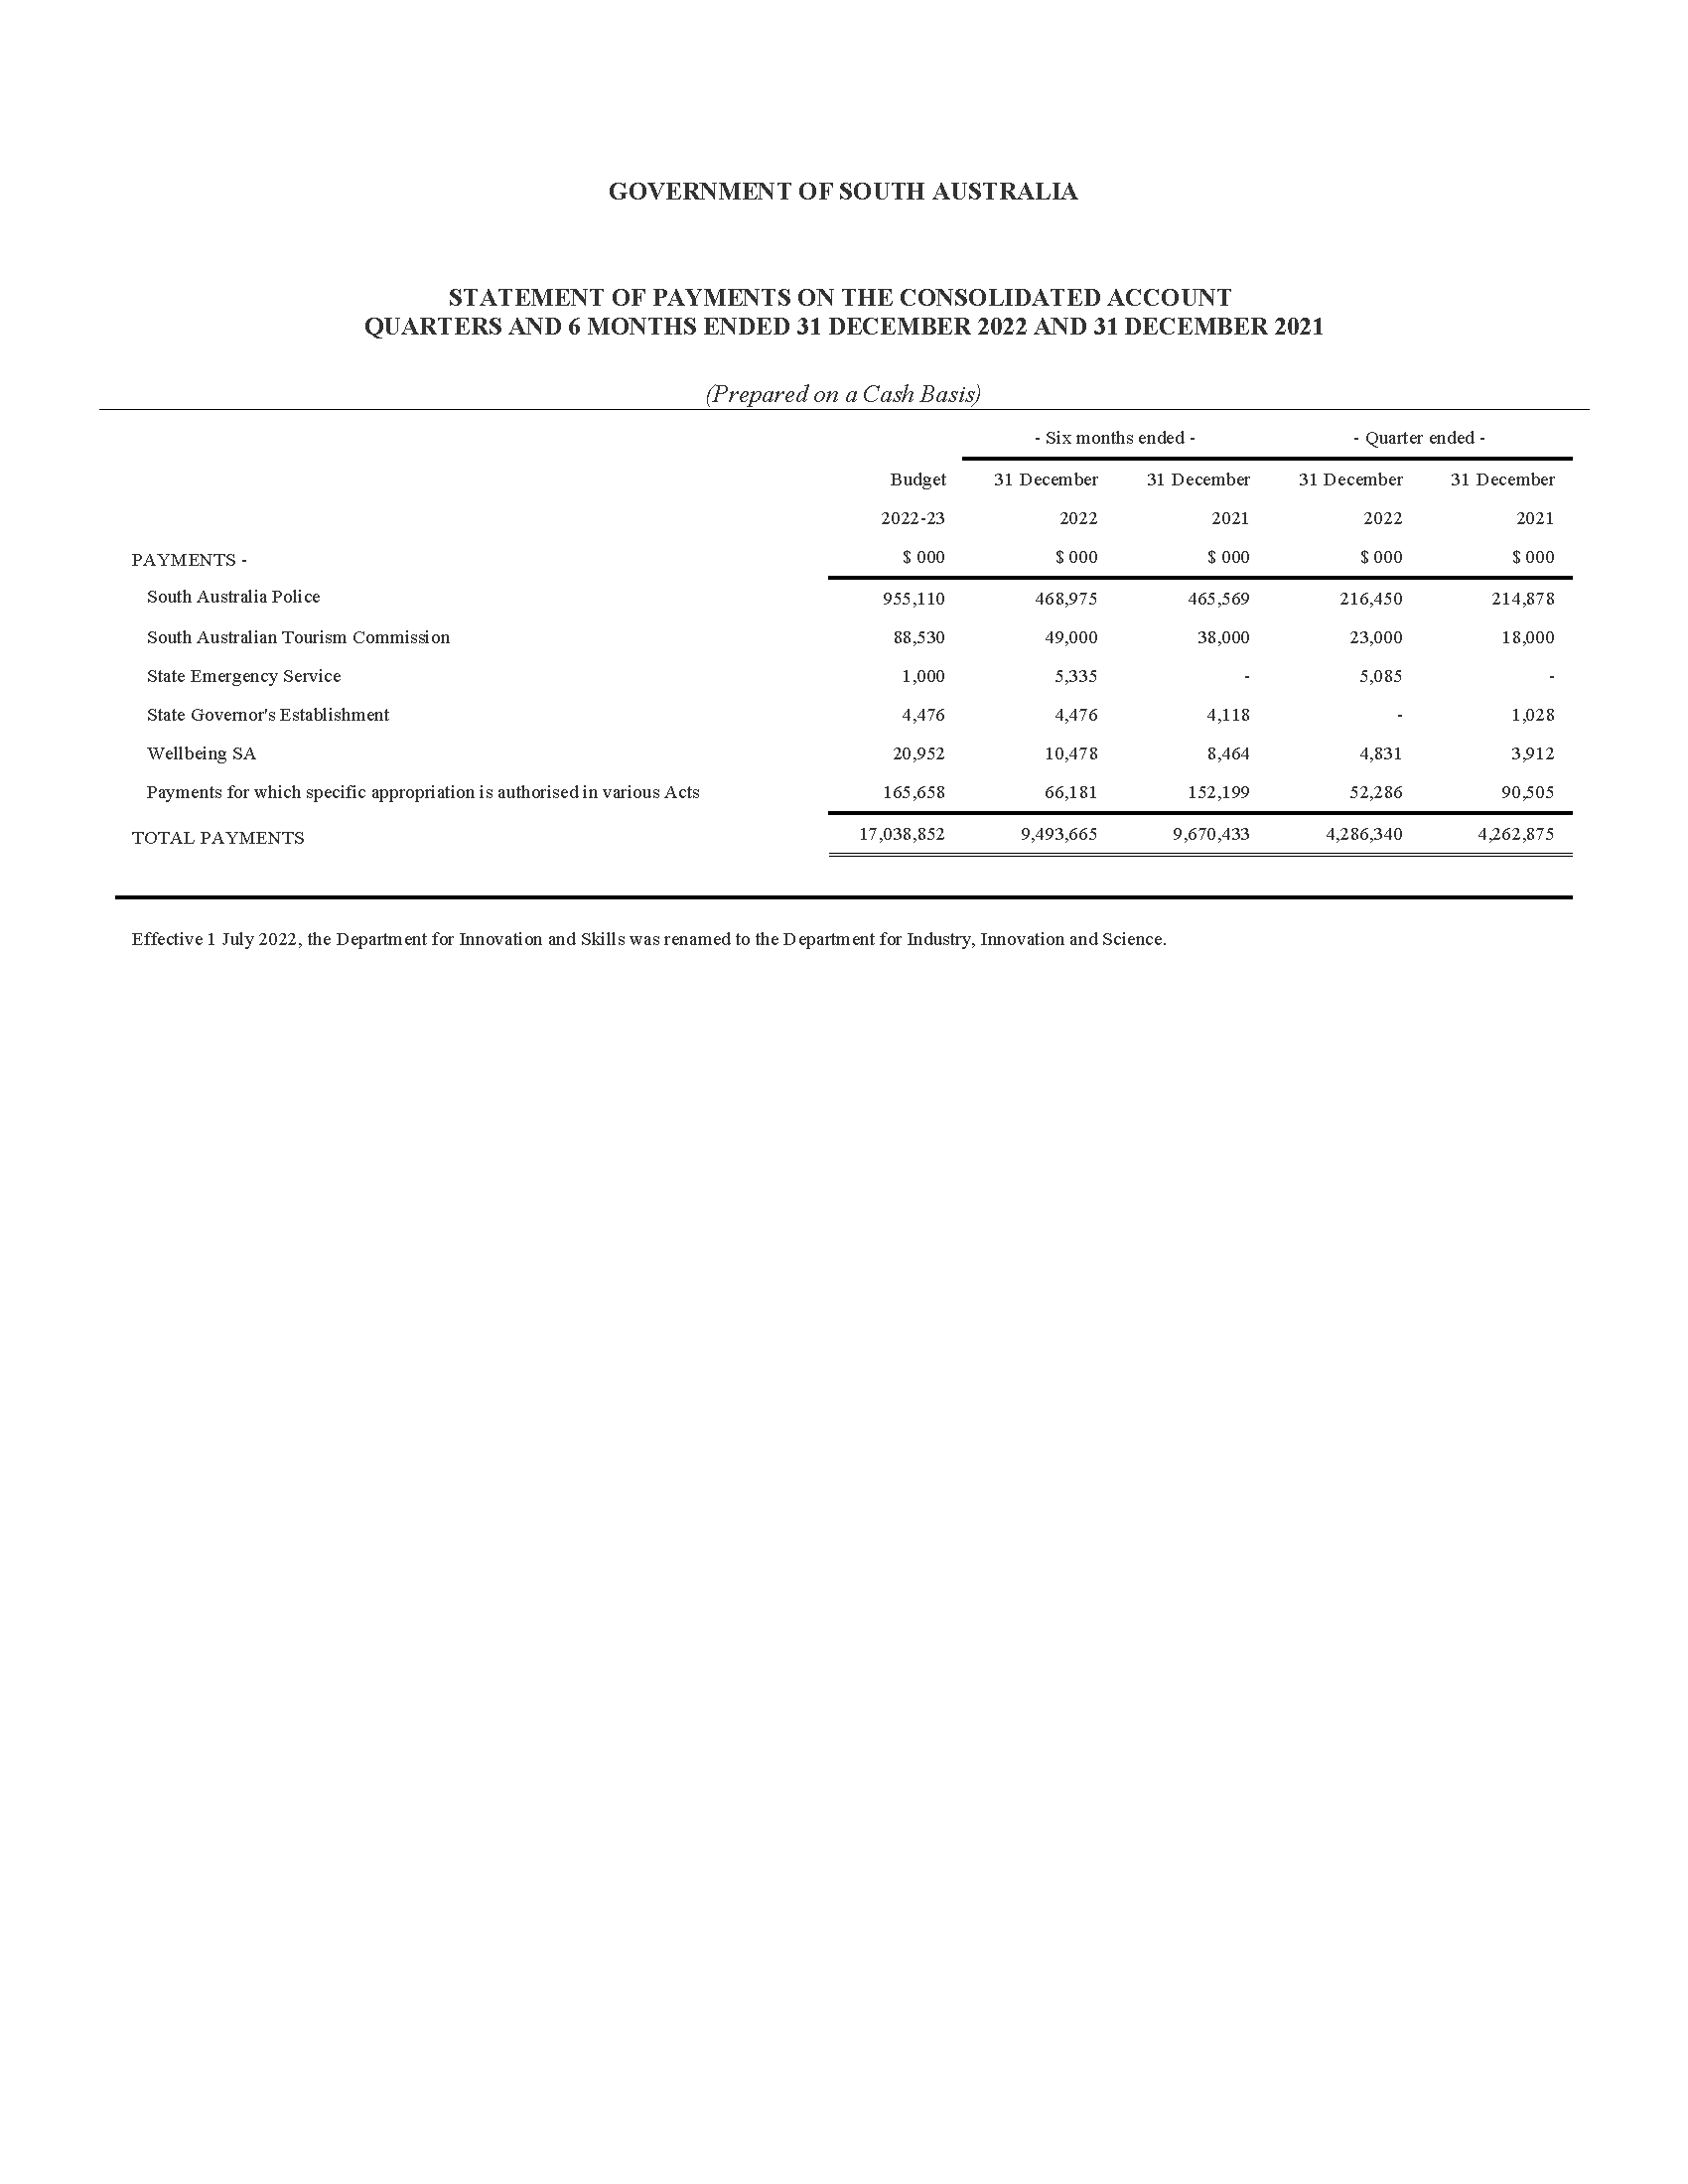 GOVERNMENT OF SOUTH AUSTRALIA
STATEMENT OF PAYMENTS ON THE CONSOLIDATED ACCOUNT
QUARTERS AND 6 MONTHS ENDED 31 DECEMBER 2022 AND 31 DECEMBER 2021
(Prepared on a Cash Basis)
- Six months ended - - Quarter ended -
Budget 31 December 31 December 31 December 31 December
2022-23 2022 2021 2022 2021
PAYMENTS - $ 000 $ 000 $ 000 $ 000 $ 000
South Australia Police 955,110 468,975 465,569 216,450 214,878
South Australian Tourism Commission 88,530 49,000 38,000 23,000 18,000
State Emergency Service 1,000 5,335 - 5,085 -
State Governor's Establishment 4,476 4,476 4,118 - 1,028
Wellbeing SA 20,952 10,478 8,464 4,831 3,912
Payments for which specific appropriation is authorised in various Acts 165,658 66,181 152,199 52,286 90,505
TOTAL PAYMENTS 17,038,852 9,493,665 9,670,433 4,286,340 4,262,875
Effective 1 July 2022, the Department for Innovation and Skills was renamed to the Department for Industry, Innovation and Science.